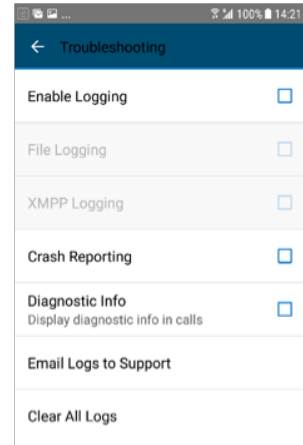 ... 100% 14:21
Troubleshooting
Enable Logging
File Logging
XMPP Logging
Crash Reporting
Diagnostic Info
Display diagnostic info in calls
Email Logs to Support
Clear All Logs